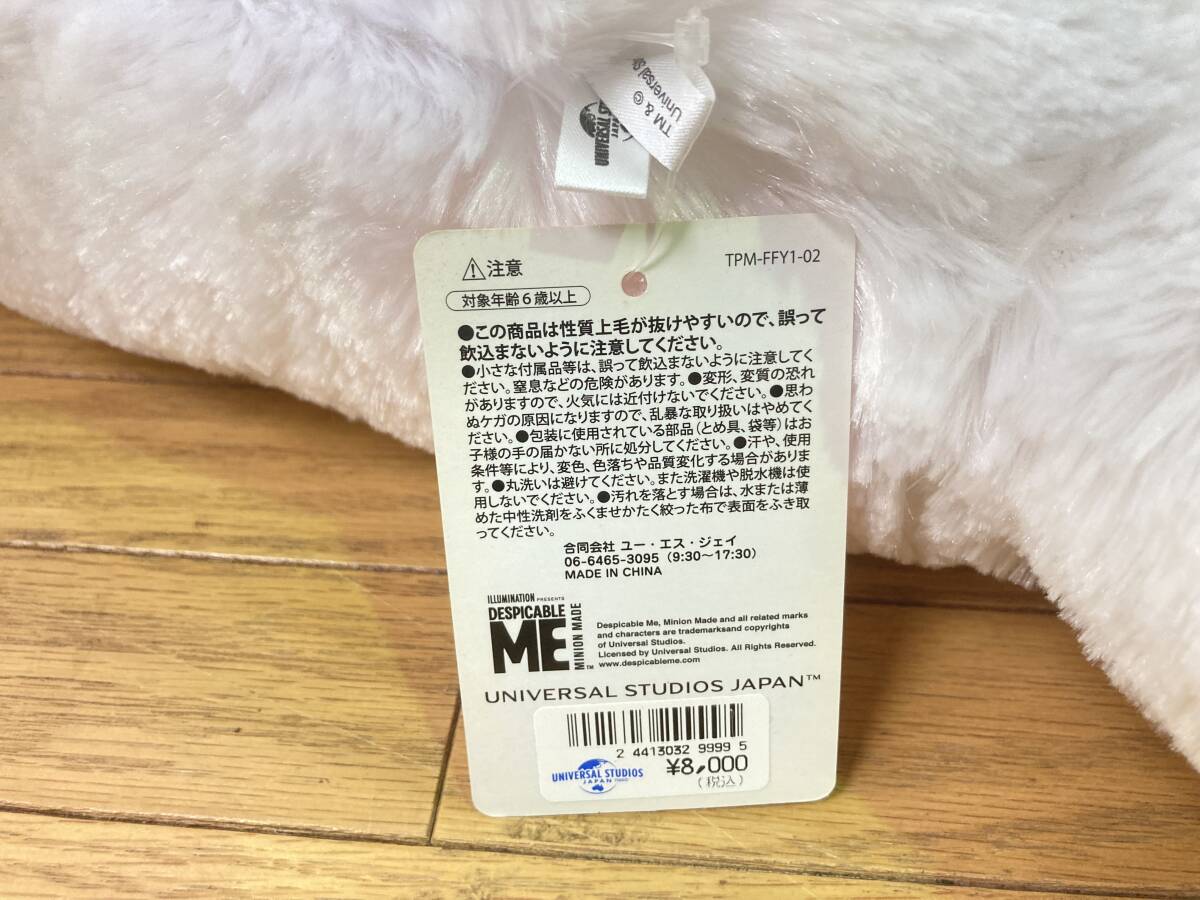 TM & ©
Universal
TPM-FFY1-02
⚠注意
対象年齢6歳以上
●この商品は性質上毛が抜けやすいので、誤って
飲込まないように注意してください。
●小さな付属品等は、誤って飲込まないように注意してく
ださい。窒息などの危険があります。●変形、変質の恐れ
がありますので、火気には近付けないでください。●思わ
ぬケガの原因になりますので、乱暴な取り扱いはやめてく
ださい。●包装に使用されている部品（とめ具、袋等）はお
子様の手の届かない所に処分してください。●汗や、使用
条件等により、変色、色落ちや品質変化する場合がありま
す。●丸洗いは避けてください。また洗濯機や脱水機は使
用しないでください。●汚れを落とす場合は、水または薄
めた中性洗剤をふくませかたく絞った布で表面をふき取
ってください。
合同会社 ユー・エス・ジェイ
06-6465-3095（9:30〜17:30）
MADE IN CHINA
ILLUMINATION PRESENTS
DESPICABLE
ME
MINION MADE
™
Despicable Me, Minion Made and all related marks
and characters are trademarksand copyrights
of Universal Studios.
Licensed by Universal Studios. All Rights Reserved.
www.despicableme.com
UNIVERSAL STUDIOS JAPAN™
2 4413032 9999 5
UNIVERSAL STUDIOS
JAPAN
¥8,000
（税込）